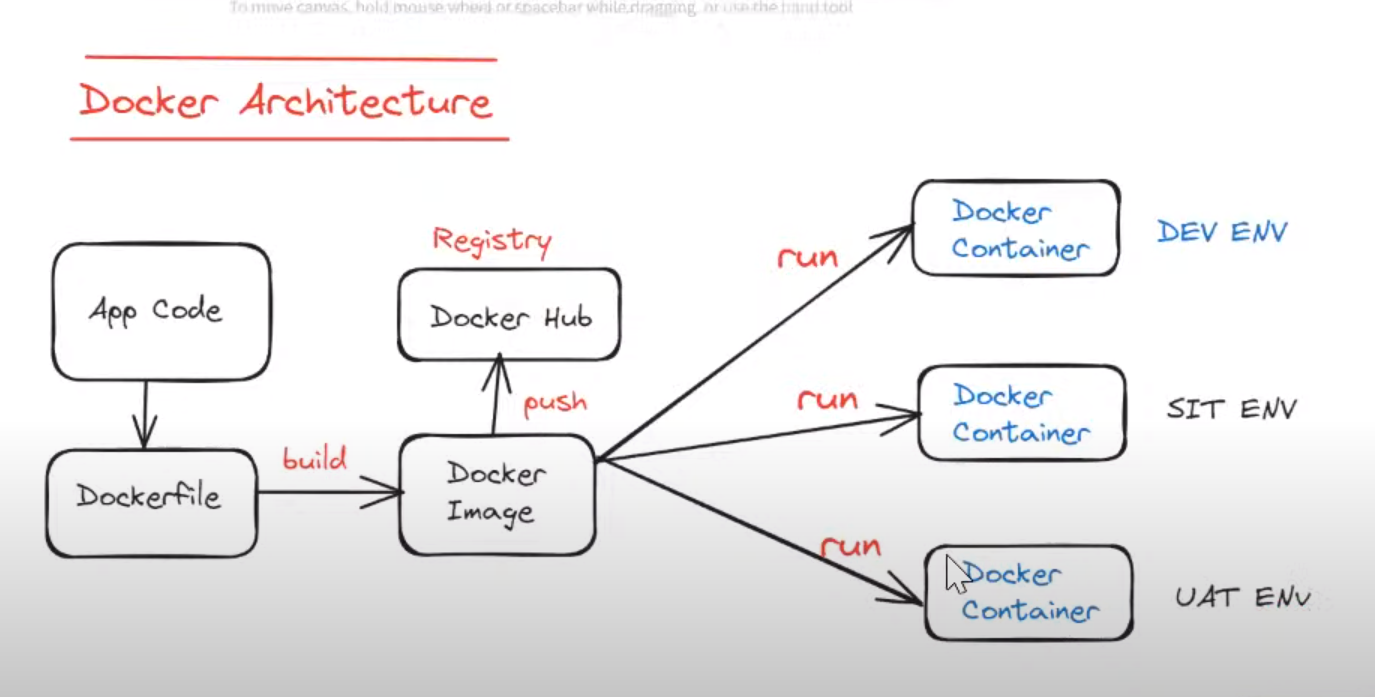 To move canvas, hold mouse wheel or spacebar while dragging, or use the hand tool
Docker Architecture
App Code
Dockerfile
build
Registry
Docker Hub
push
Docker
Image
run
Docker
Container
DEV ENV
run
Docker
Container
SIT ENV
run
Docker
Container
UAT ENV